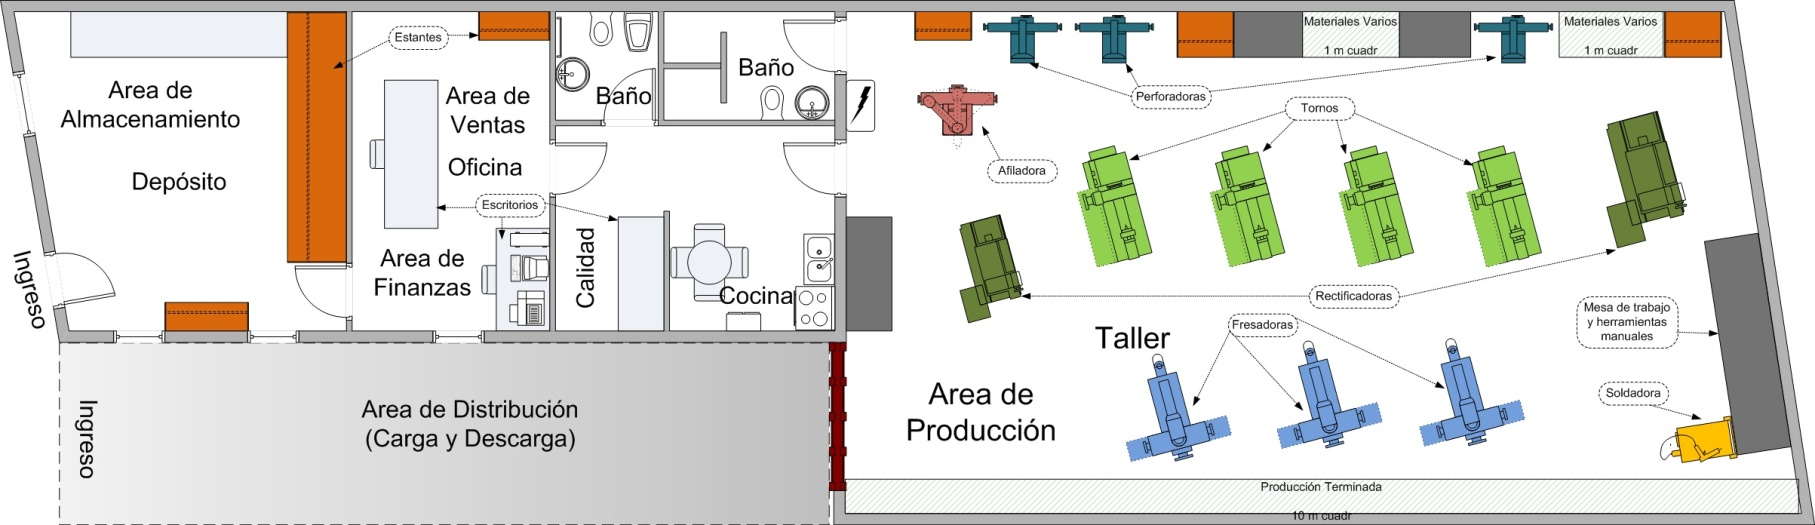 Area de
Almacenamiento
Depósito
Ingreso
Estantes
Area de
Ventas
Oficina
Escritorios
Area de
Finanzas
Baño
Baño
Calidad
Cocina
Ingreso
Area de Distribución
(Carga y Descarga)
Materiales Varios
1 m cuadr
Materiales Varios
1 m cuadr
Perforadoras
Tornos
Afiladora
Rectificadoras
Fresadoras
Taller
Mesa de trabajo
y herramientas
manuales
Soldadora
Area de
Producción
Producción Terminada
10 m cuadr